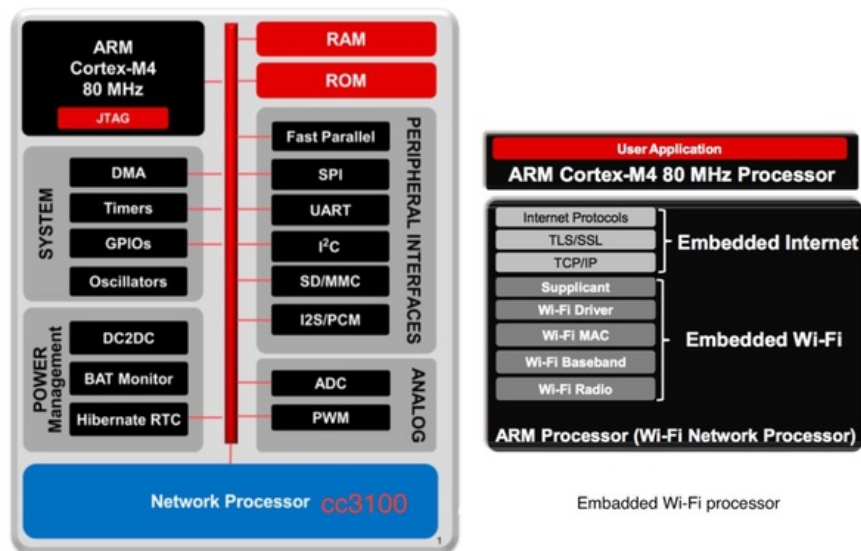 ARM
Cortex-M4
80 MHz
JTAG
RAM
ROM
SYSTEM
DMA
Timers
GPIOs
Oscillators
POWER
Management
DC2DC
BAT Monitor
Hibernate RTC
PERIPHERAL INTERFACES
Fast Parallel
SPI
UART
I²C
SD/MMC
I2S/PCM
ANALOG
ADC
PWM
Network Processor cc3100
1
User Application
ARM Cortex-M4 80 MHz Processor
Internet Protocols
TLS/SSL
TCP/IP
Embedded Internet
Supplicant
Wi-Fi Driver
Wi-Fi MAC
Wi-Fi Baseband
Wi-Fi Radio
Embedded Wi-Fi
ARM Processor (Wi-Fi Network Processor)
Embadded Wi-Fi processor